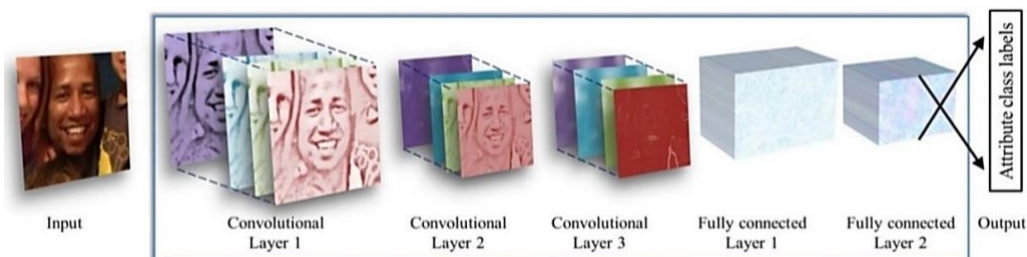 Input
Convolutional
Layer 1
Convolutional
Layer 2
Convolutional
Layer 3
Fully connected
Layer 1
Fully connected
Layer 2
Output
Attribute class labels